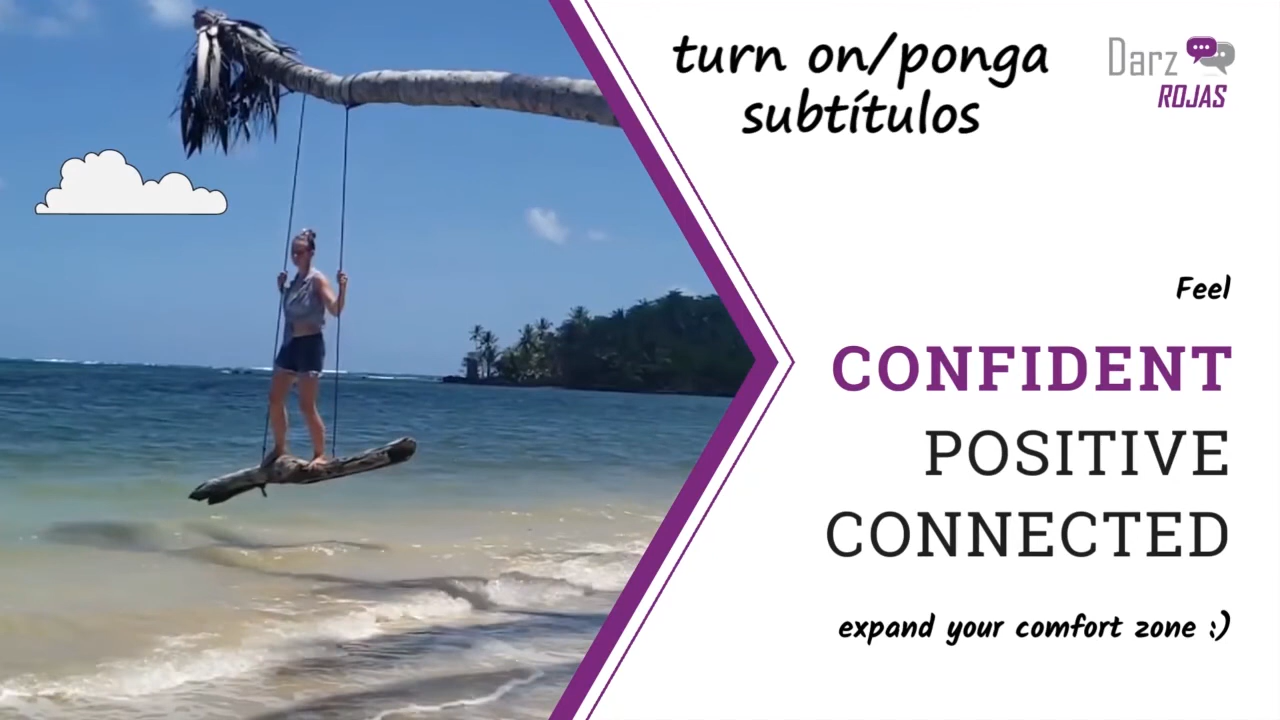 turn on/ponga
subtítulos
Darz
ROJAS
Feel
CONFIDENT
POSITIVE
CONNECTED
expand your comfort zone :)